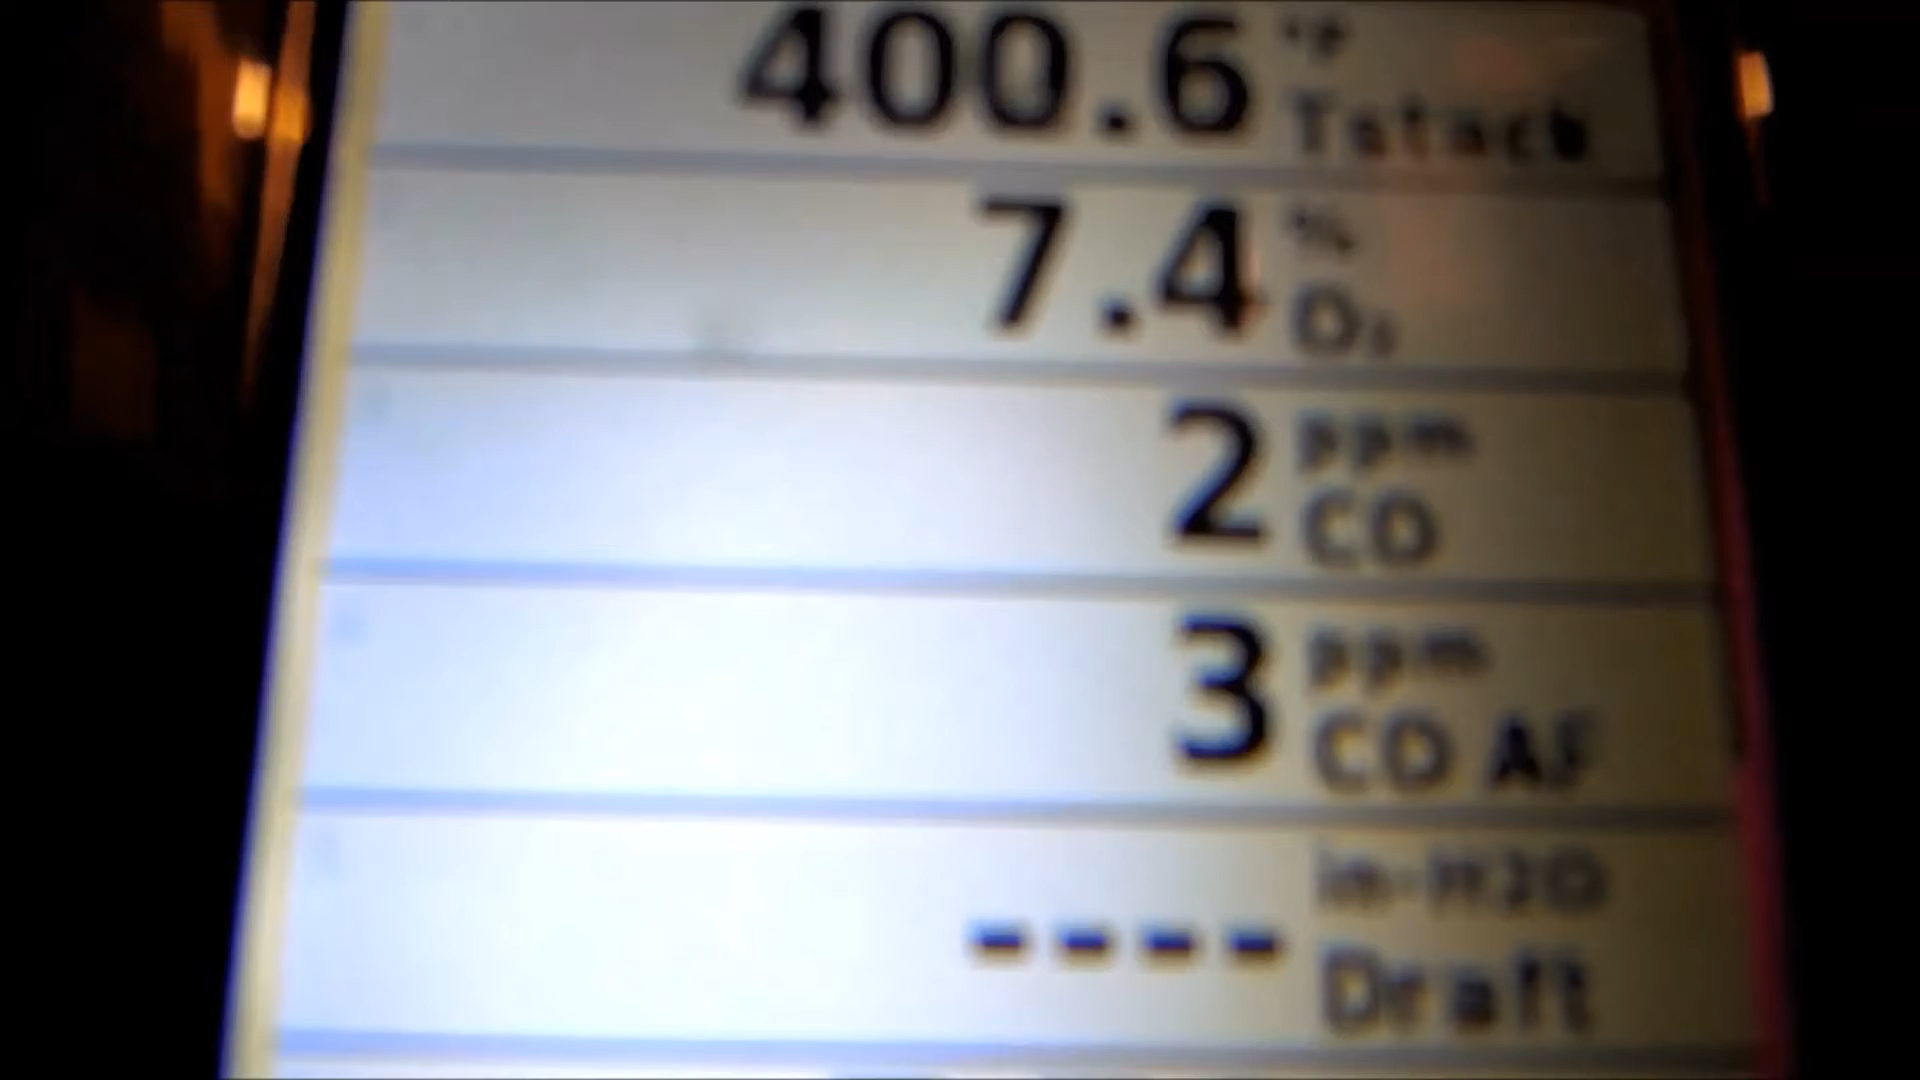 400.6 °F
Tstack
7.4 %
O₂
2 ppm
CO
3 ppm
CO AF
---- in-H2O
Draft